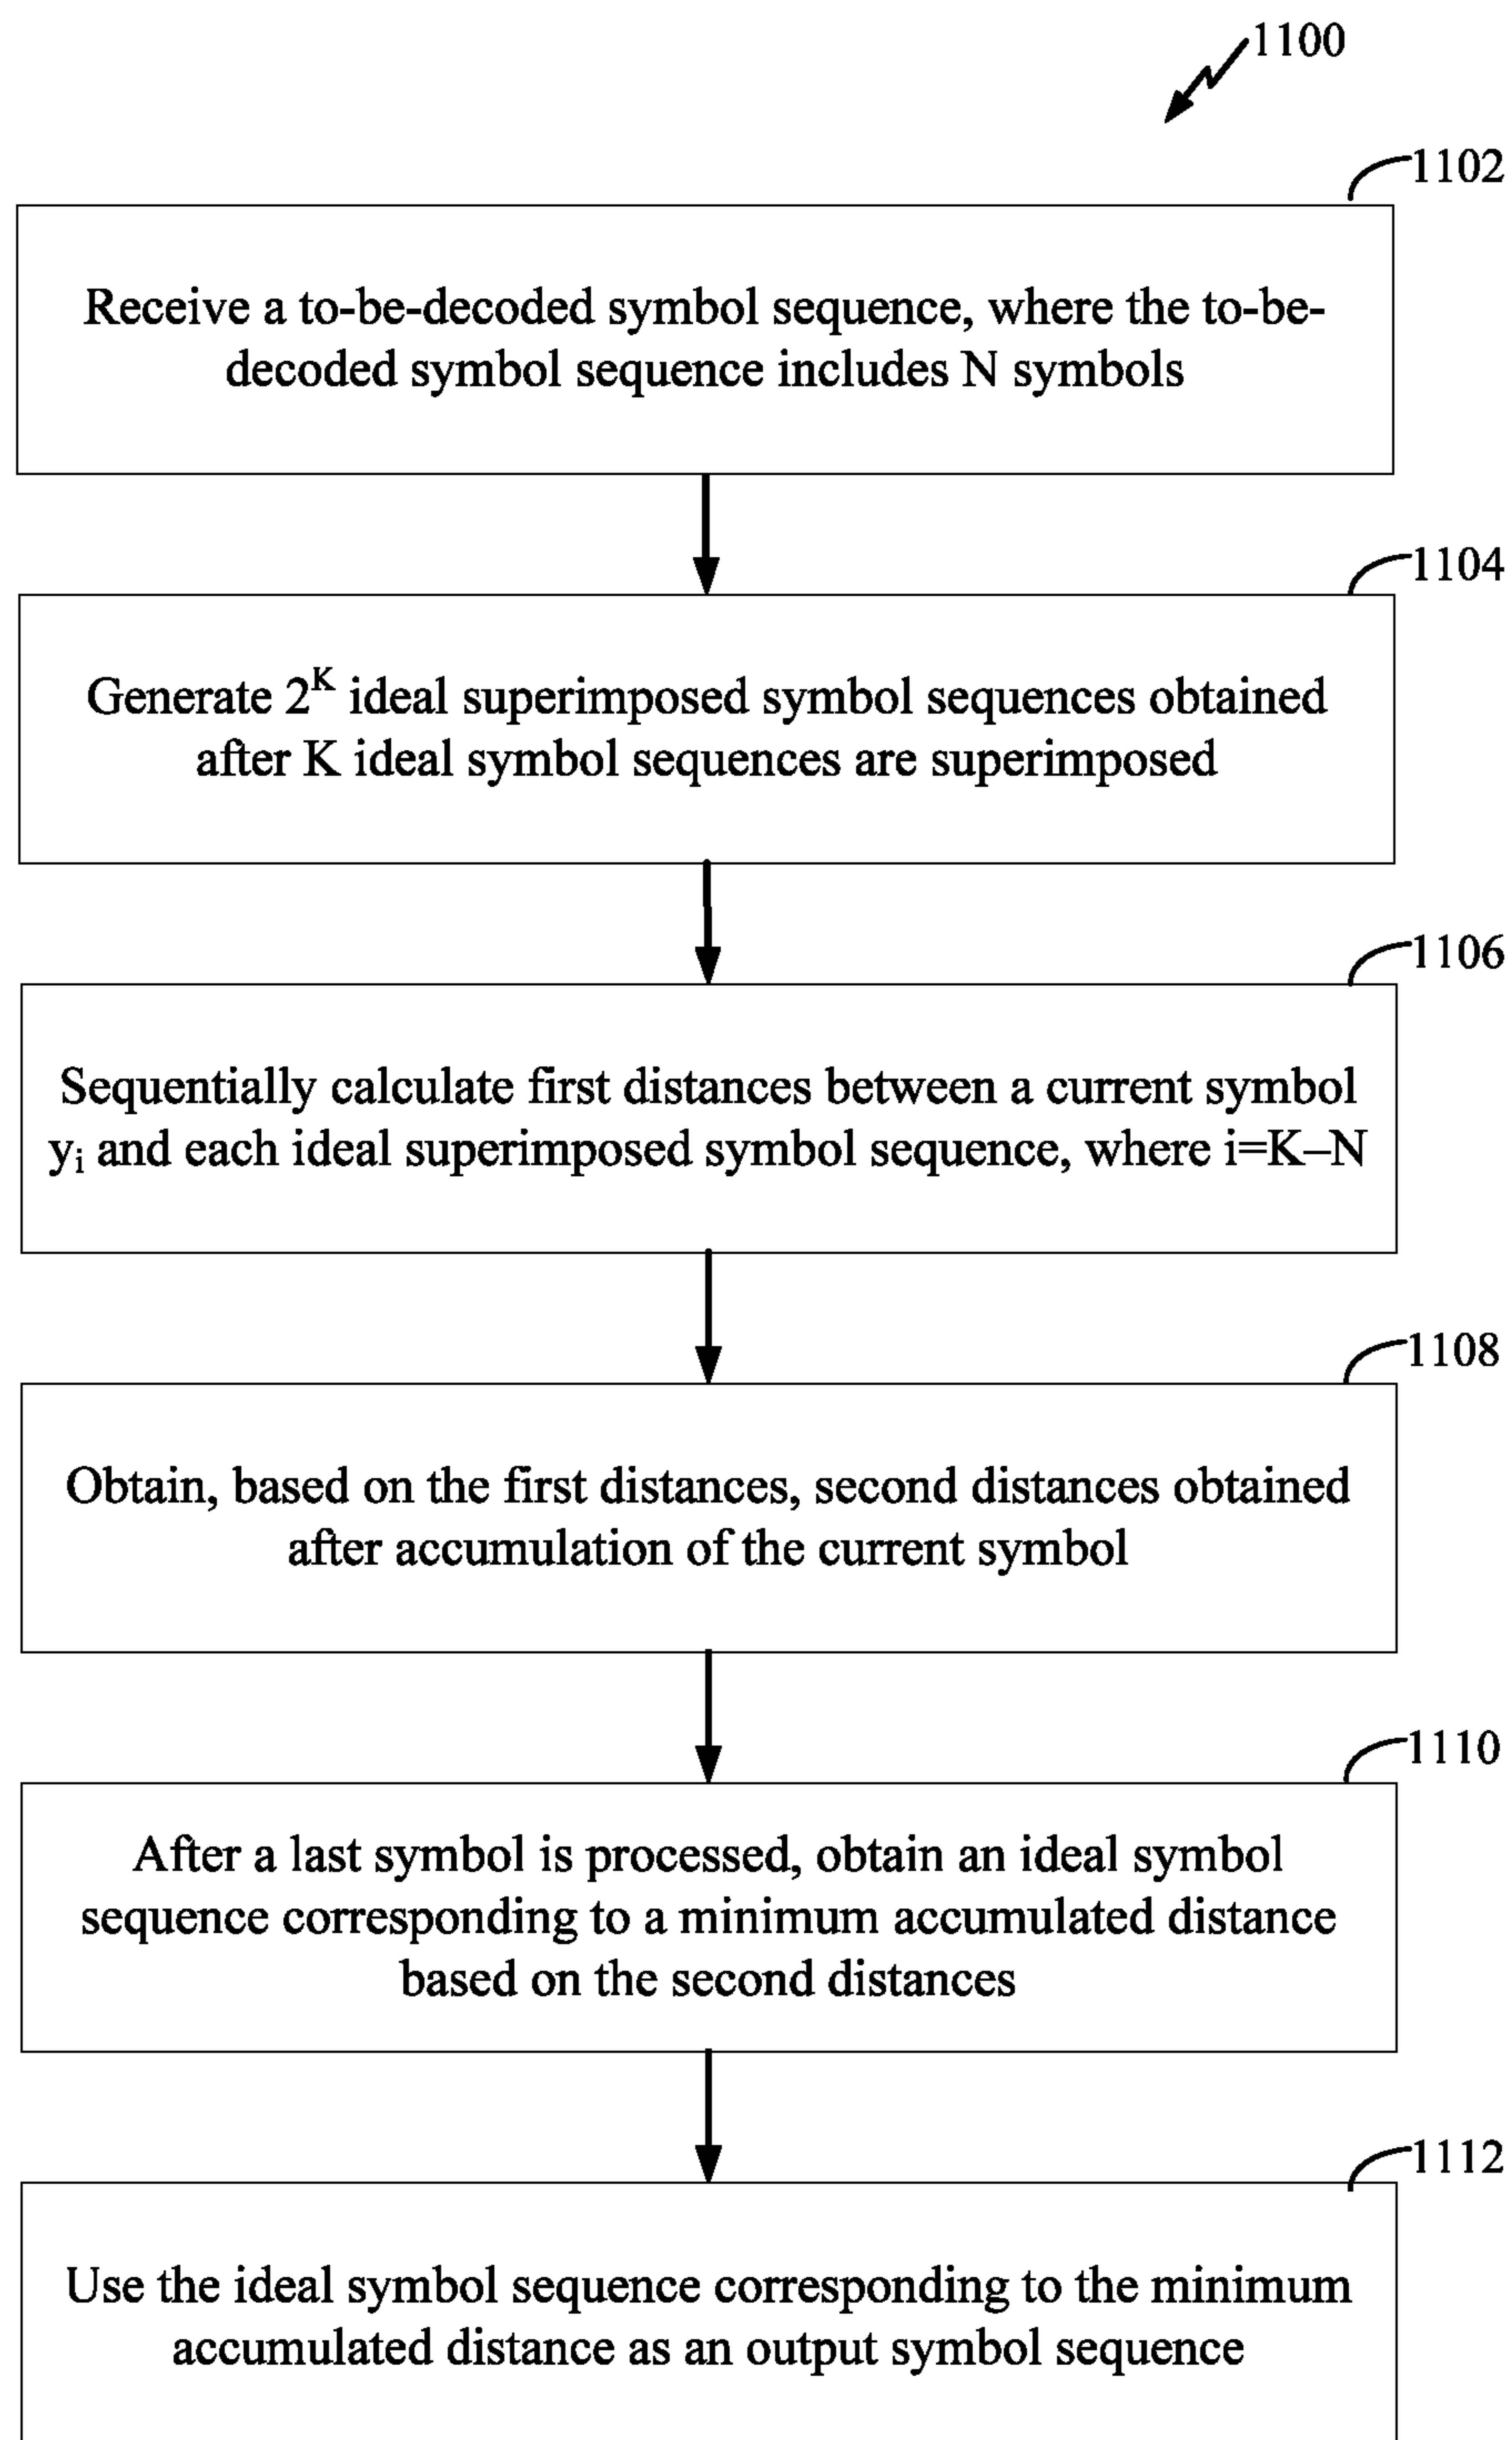 1100
1102
Receive a to-be-decoded symbol sequence, where the to-be-
decoded symbol sequence includes N symbols
1104
Generate 2^K ideal superimposed symbol sequences obtained
after K ideal symbol sequences are superimposed
1106
Sequentially calculate first distances between a current symbol
y_i and each ideal superimposed symbol sequence, where i=K–N
1108
Obtain, based on the first distances, second distances obtained
after accumulation of the current symbol
1110
After a last symbol is processed, obtain an ideal symbol
sequence corresponding to a minimum accumulated distance
based on the second distances
1112
Use the ideal symbol sequence corresponding to the minimum
accumulated distance as an output symbol sequence